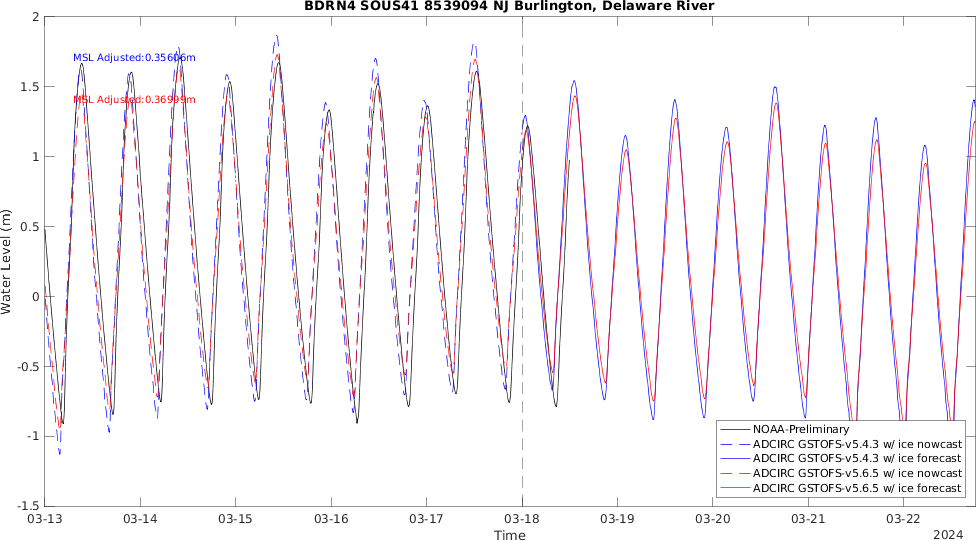 BDRN4 SOUS41 8539094 NJ Burlington, Delaware River
2
1.5
1
0.5
0
-0.5
-1
-1.5
Water Level (m)
MSL Adjusted:0.35606m
MSL Adjusted:0.36999m
NOAA-Preliminary
ADCIRC GSTOFS-v5.4.3 w/ ice nowcast
ADCIRC GSTOFS-v5.4.3 w/ ice forecast
ADCIRC GSTOFS-v5.6.5 w/ ice nowcast
ADCIRC GSTOFS-v5.6.5 w/ ice forecast
03-13 03-14 03-15 03-16 03-17 03-18 03-19 03-20 03-21 03-22
Time
2024